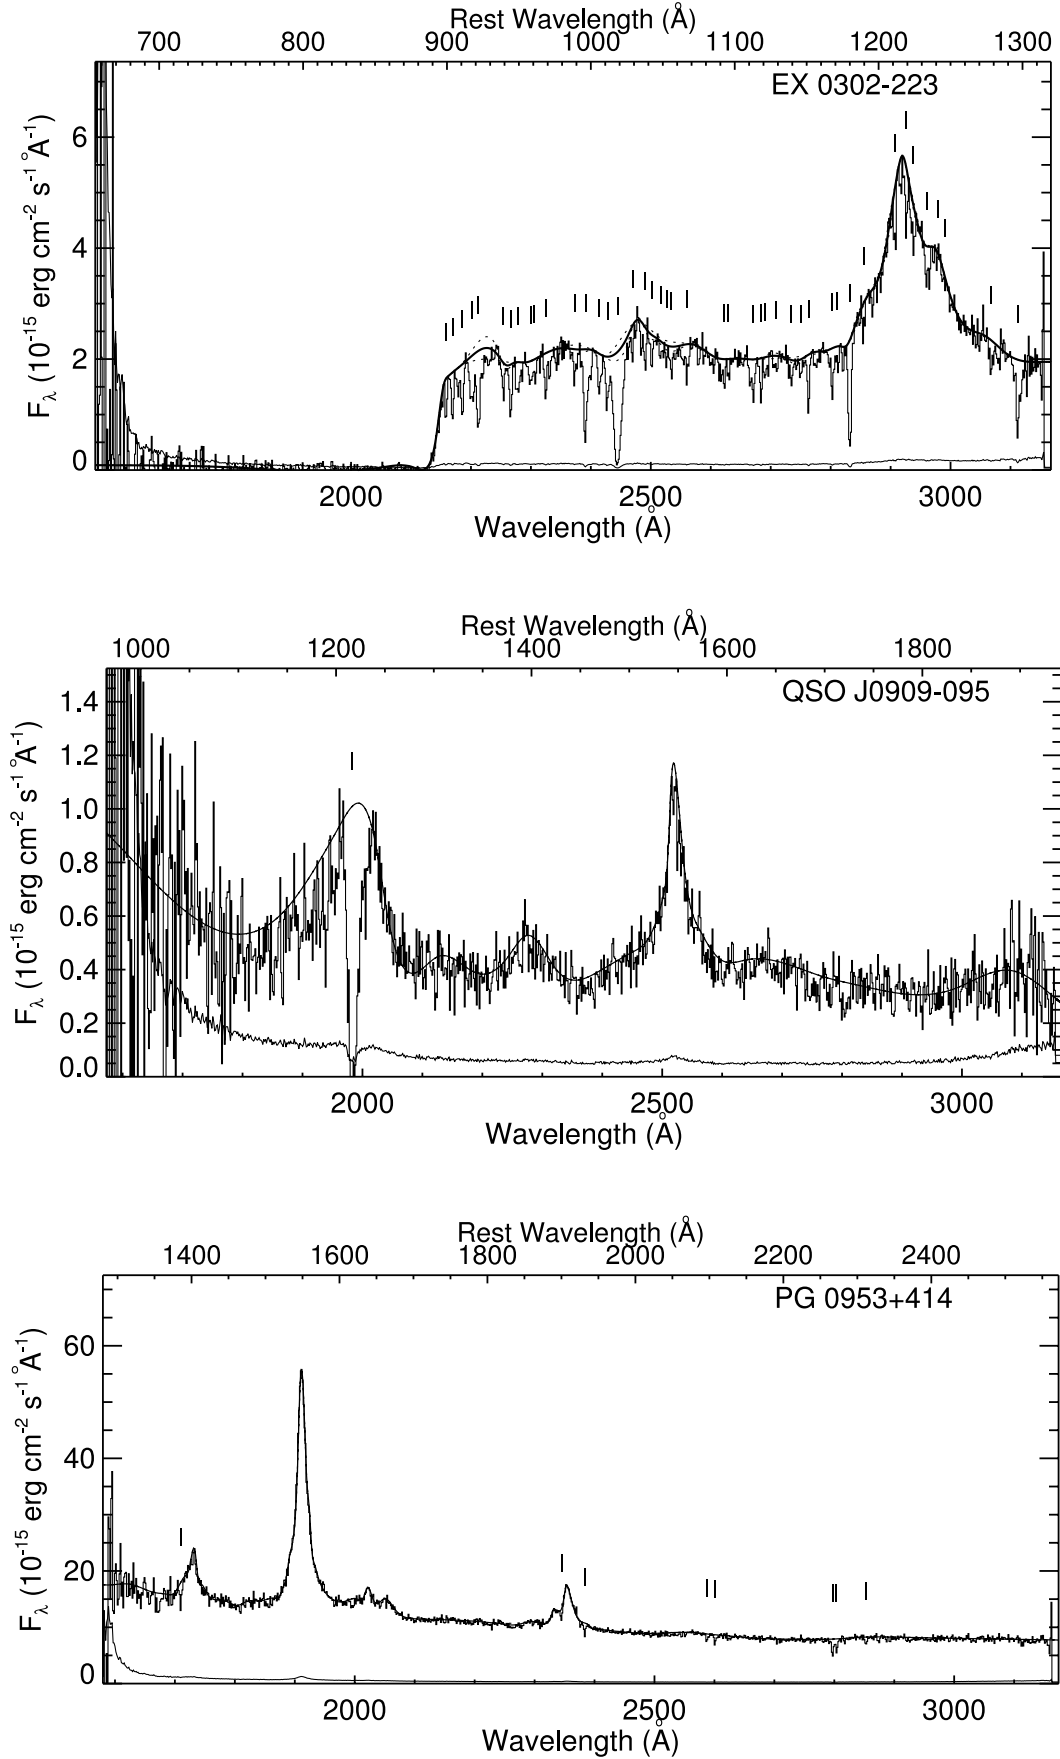 Rest Wavelength (Å)
700 800 900 1000 1100 1200 1300
EX 0302-223
F_λ (10^-15 erg cm^-2 s^-1 Å^-1)
6
4
2
0
2000 2500 3000
Wavelength (Å)
Rest Wavelength (Å)
1000 1200 1400 1600 1800
QSO J0909-095
F_λ (10^-15 erg cm^-2 s^-1 Å^-1)
1.4
1.2
1.0
0.8
0.6
0.4
0.2
0.0
2000 2500 3000
Wavelength (Å)
Rest Wavelength (Å)
1400 1600 1800 2000 2200 2400
PG 0953+414
F_λ (10^-15 erg cm^-2 s^-1 Å^-1)
60
40
20
0
2000 2500 3000
Wavelength (Å)